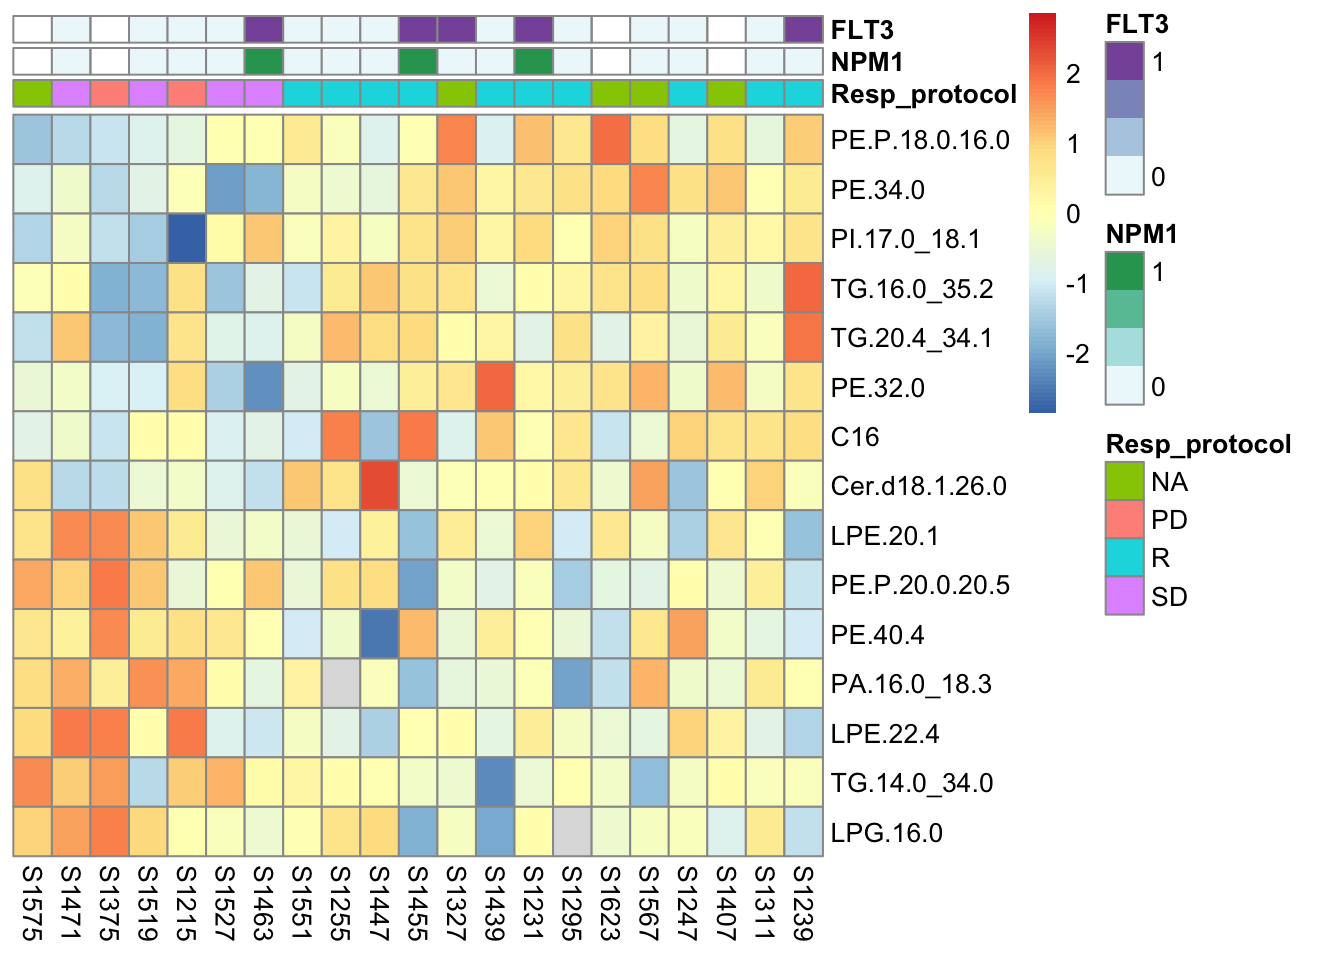 FLT3
NPM1
Resp_protocol
PE.P.18.0.16.0
PE.34.0
PI.17.0_18.1
TG.16.0_35.2
TG.20.4_34.1
PE.32.0
C16
Cer.d18.1.26.0
LPE.20.1
PE.P.20.0.20.5
PE.40.4
PA.16.0_18.3
LPE.22.4
TG.14.0_34.0
LPG.16.0
S1575
S1471
S1375
S1519
S1215
S1527
S1463
S1551
S1255
S1447
S1455
S1327
S1439
S1231
S1295
S1623
S1567
S1247
S1407
S1311
S1239
2
1
0
-1
-2
FLT3
1
0
NPM1
1
0
Resp_protocol
NA
PD
R
SD